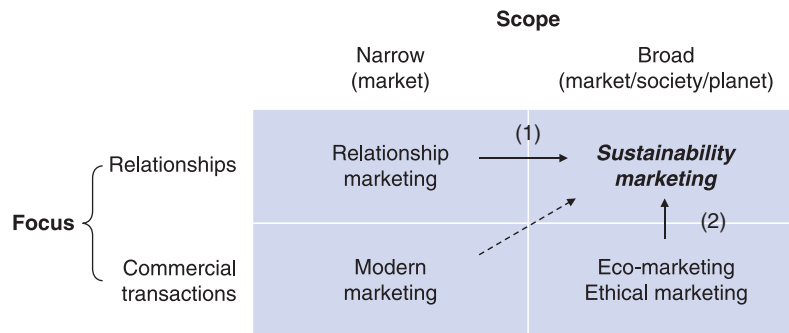 Scope
Narrow
(market)
Broad
(market/society/planet)
Relationships
Relationship
marketing
(1)
Sustainability
marketing
Focus
Commercial
transactions
Modern
marketing
(2)
Eco-marketing
Ethical marketing